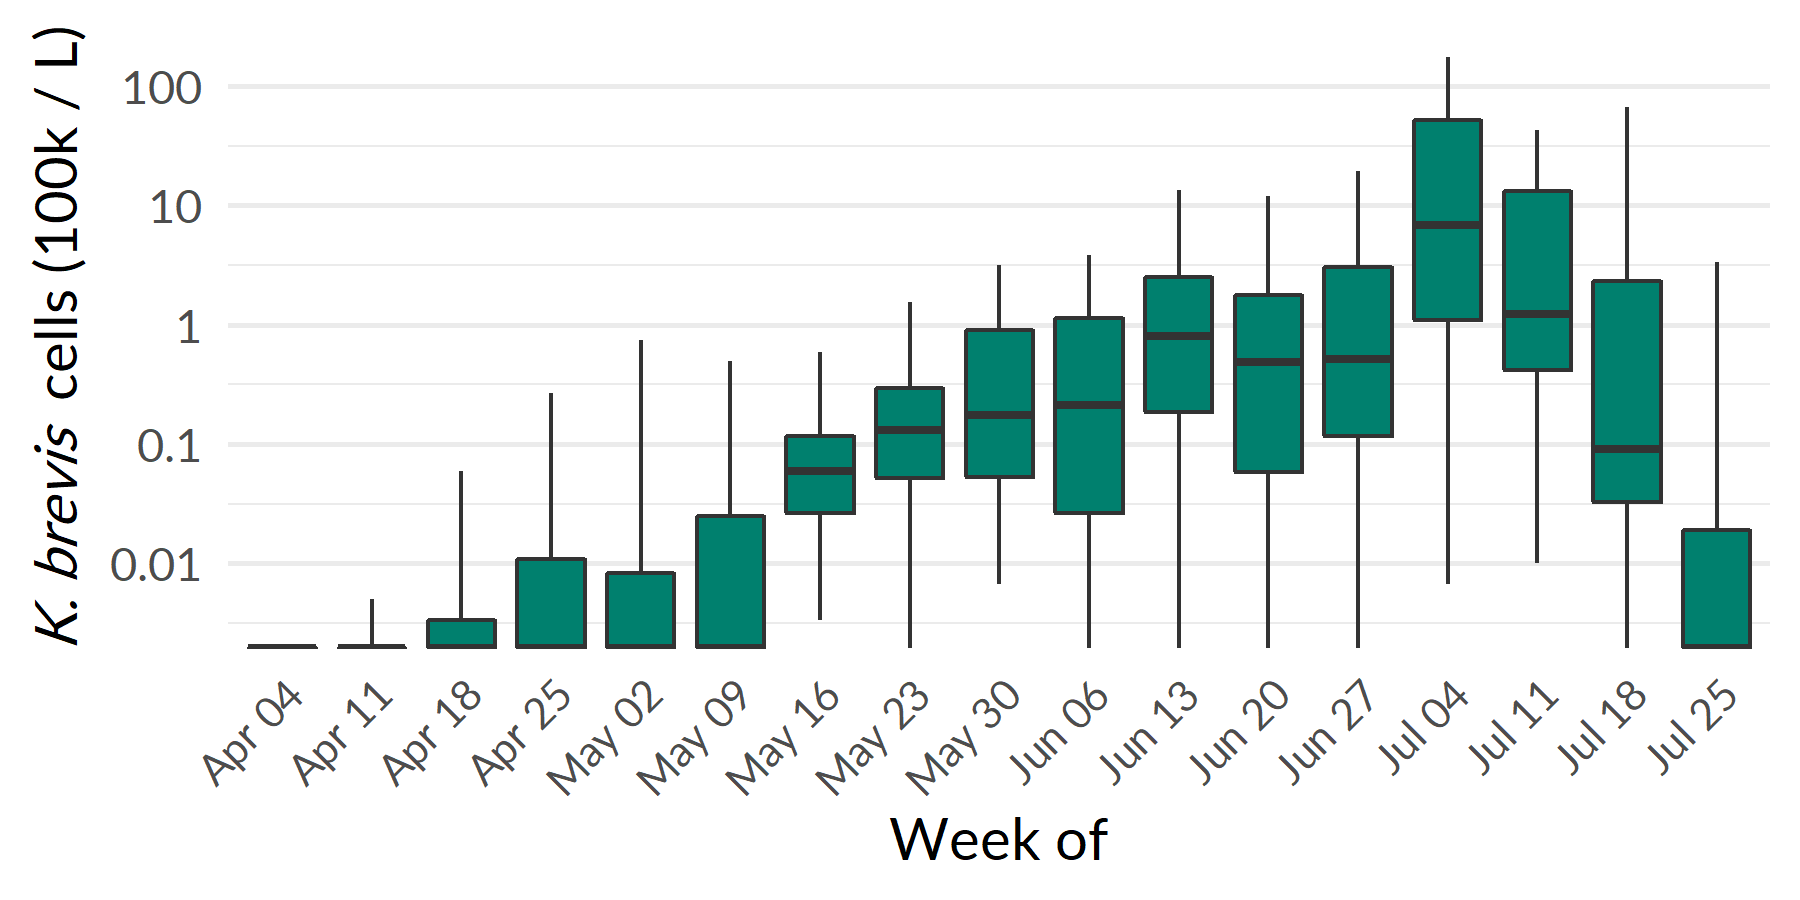 K. brevis cells (100k / L)
100
10
1
0.1
0.01
Apr 04
Apr 11
Apr 18
Apr 25
May 02
May 09
May 16
May 23
May 30
Jun 06
Jun 13
Jun 20
Jun 27
Jul 04
Jul 11
Jul 18
Jul 25
Week of